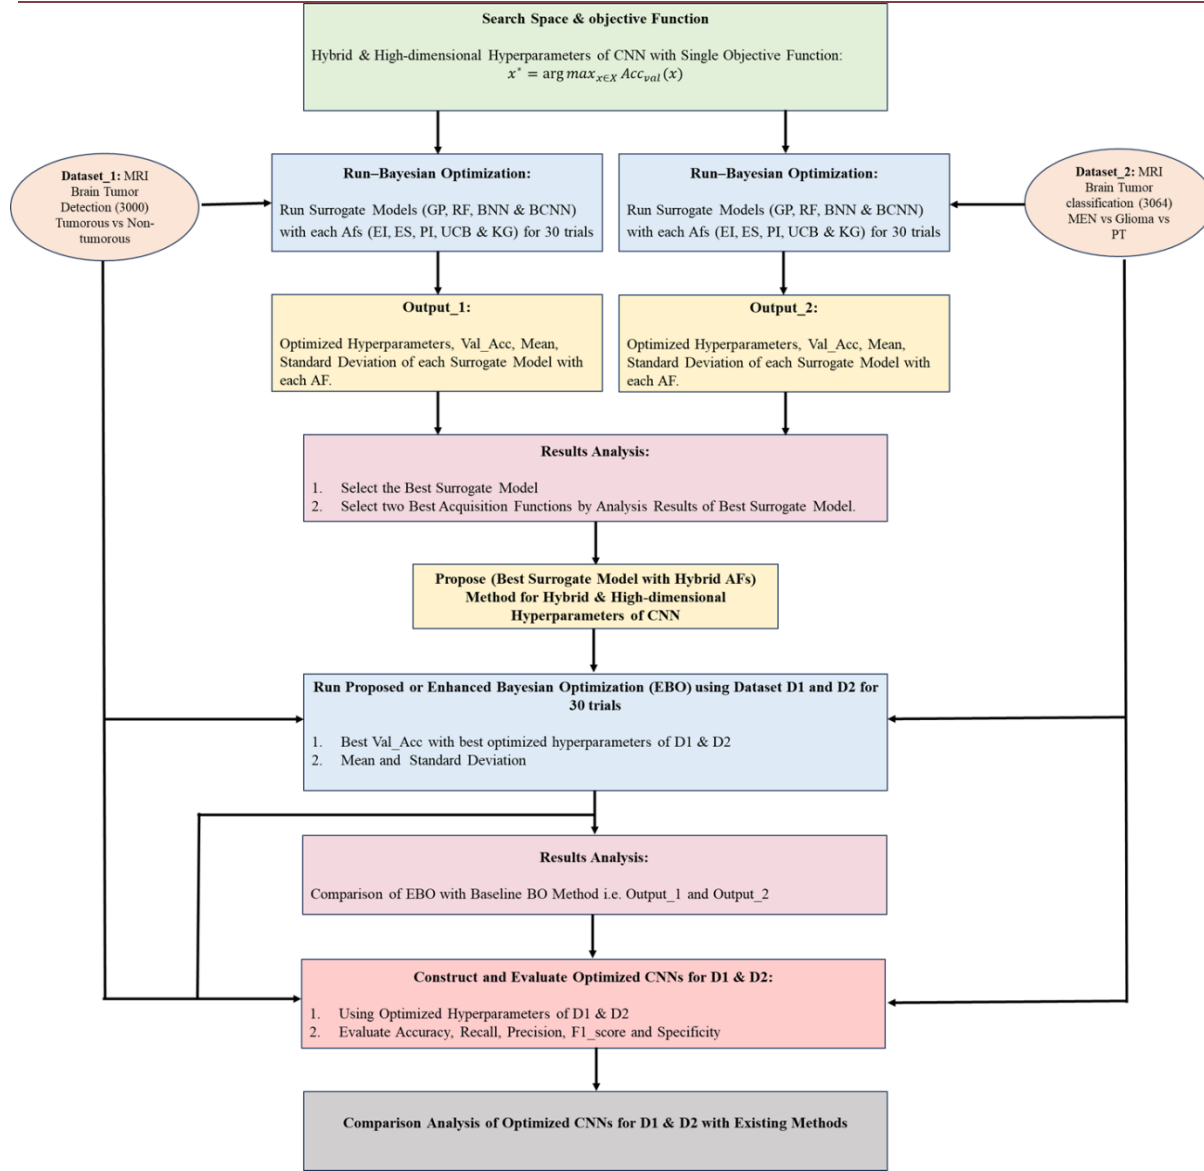 Search Space & objective Function
Hybrid & High-dimensional Hyperparameters of CNN with Single Objective Function:
x* = arg max_{x∈X} Acc_{val}(x)
Dataset_1: MRI
Brain Tumor
Detection (3000)
Tumorous vs Non-
tumorous
Run–Bayesian Optimization:
Run Surrogate Models (GP, RF, BNN & BCNN)
with each Afs (EI, ES, PI, UCB & KG) for 30 trials
Run–Bayesian Optimization:
Run Surrogate Models (GP, RF, BNN & BCNN)
with each Afs (EI, ES, PI, UCB & KG) for 30 trials
Dataset_2: MRI
Brain Tumor
classification (3064)
MEN vs Glioma vs
PT
Output_1:
Optimized Hyperparameters, Val_Acc, Mean,
Standard Deviation of each Surrogate Model with
each AF.
Output_2:
Optimized Hyperparameters, Val_Acc, Mean,
Standard Deviation of each Surrogate Model with
each AF.
Results Analysis:
1. Select the Best Surrogate Model
2. Select two Best Acquisition Functions by Analysis Results of Best Surrogate Model.
Propose (Best Surrogate Model with Hybrid AFs)
Method for Hybrid & High-dimensional
Hyperparameters of CNN
Run Proposed or Enhanced Bayesian Optimization (EBO) using Dataset D1 and D2 for
30 trials
1. Best Val_Acc with best optimized hyperparameters of D1 & D2
2. Mean and Standard Deviation
Results Analysis:
Comparison of EBO with Baseline BO Method i.e. Output_1 and Output_2
Construct and Evaluate Optimized CNNs for D1 & D2:
1. Using Optimized Hyperparameters of D1 & D2
2. Evaluate Accuracy, Recall, Precision, F1_score and Specificity
Comparison Analysis of Optimized CNNs for D1 & D2 with Existing Methods